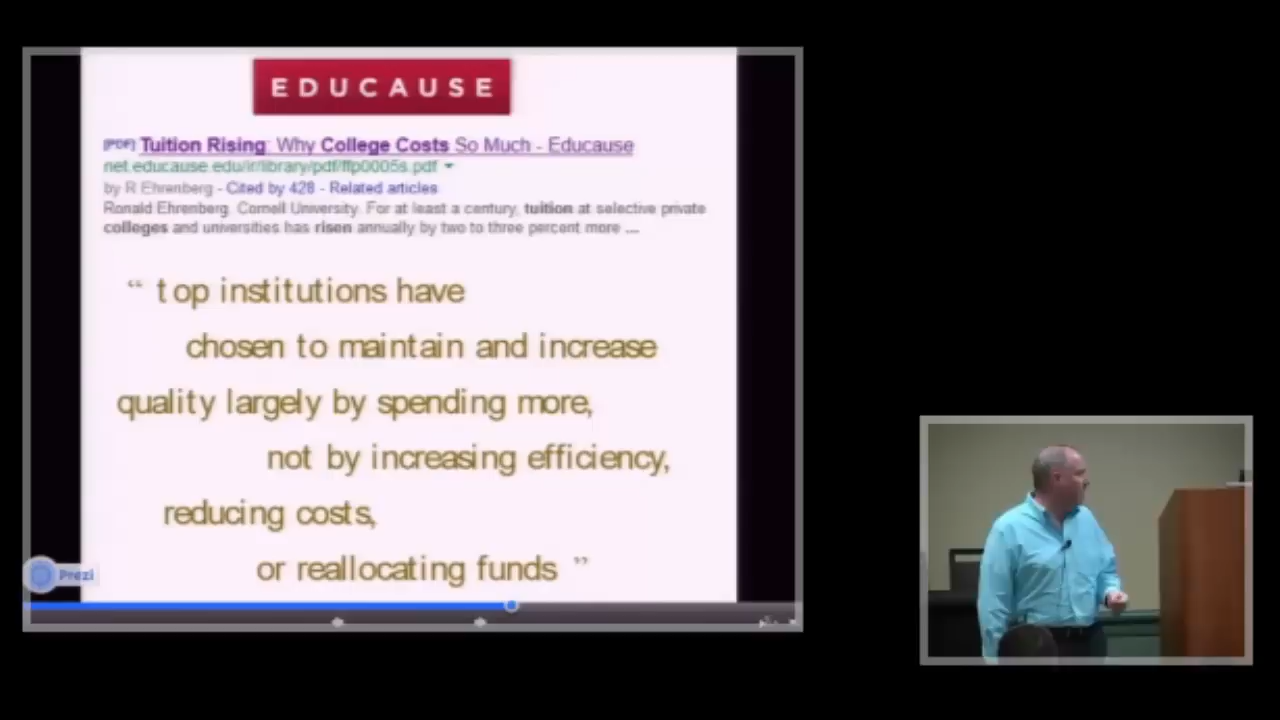 EDUCAUSE
[PDF] Tuition Rising: Why College Costs So Much - Educause
net.educause.edu/ir/library/pdf/ffp0005s.pdf
by R Ehrenberg - Cited by 428 - Related articles
Ronald Ehrenberg. Cornell University. For at least a century, tuition at selective private
colleges and universities has risen annually by two to three percent more ...
“ top institutions have
chosen to maintain and increase
quality largely by spending more,
not by increasing efficiency,
reducing costs,
or reallocating funds ”
Prezi